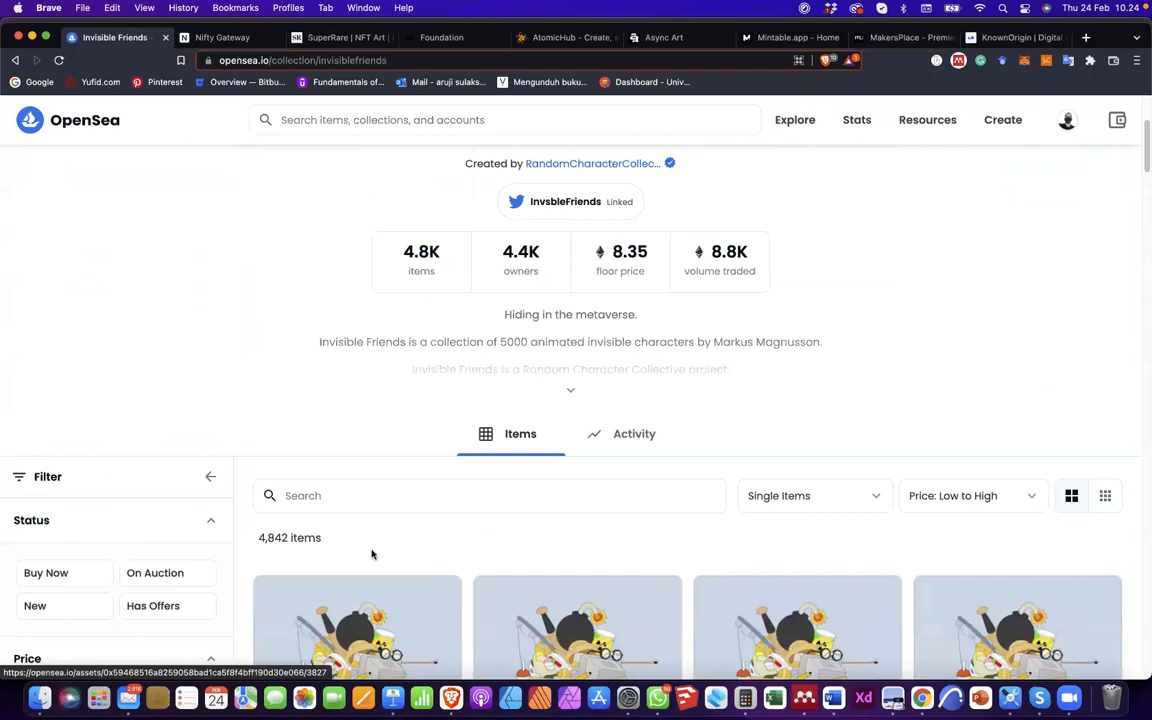 Brave File Edit View History Bookmarks Profiles Tab Window Help Thu 24 Feb 10.24
Invisible Friends - Nifty Gateway SuperRare | NFT Art | Foundation AtomicHub - Create, s Async Art Mintable.app - Home MakersPlace - Premie KnownOrigin | Digital
opensea.io/collection/invisiblefriends
Google Yufid.com Pinterest Overview — Bitbu... Fundamentals of... Mail - aruji sulaks... Mengunduh buku... Dashboard - Univ...
OpenSea Search items, collections, and accounts Explore Stats Resources Create
Created by RandomCharacterCollec...
InvsbleFriends Linked
4.8K 4.4K 8.35 8.8K
items owners floor price volume traded
Hiding in the metaverse.
Invisible Friends is a collection of 5000 animated invisible characters by Markus Magnusson.
Invisible Friends is a Random Character Collective project.
Items Activity
Filter
Search Single Items Price: Low to High
Status
4,842 items
Buy Now On Auction
New Has Offers
Price
https://opensea.io/assets/0x59468516a8259058bad1ca5f8f4bff190d30e066/3827
FEB
24
Xd